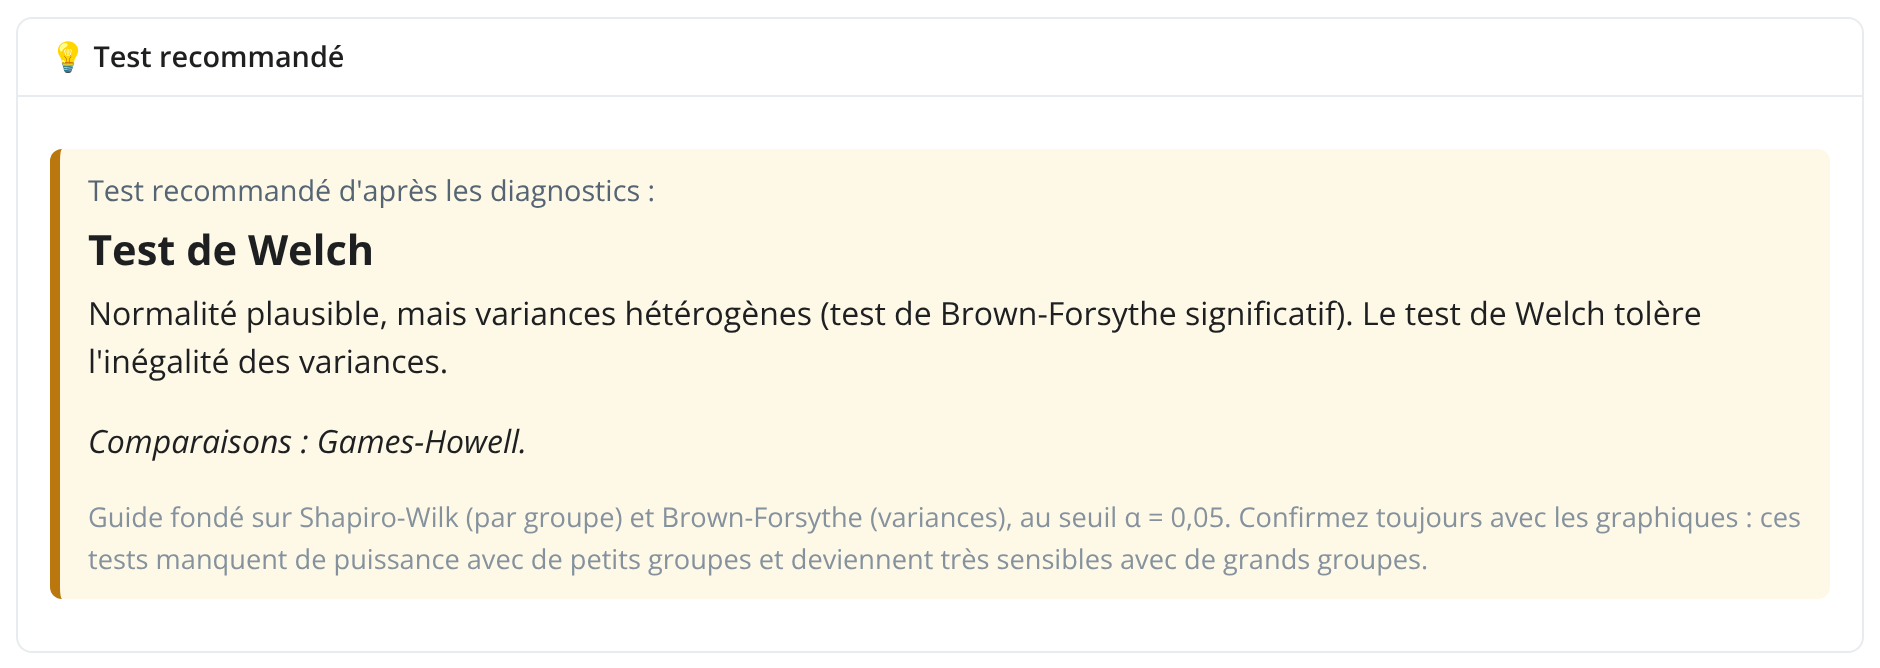 💡 Test recommandé
Test recommandé d'après les diagnostics :
Test de Welch
Normalité plausible, mais variances hétérogènes (test de Brown-Forsythe significatif). Le test de Welch tolère
l'inégalité des variances.
Comparaisons : Games-Howell.
Guide fondé sur Shapiro-Wilk (par groupe) et Brown-Forsythe (variances), au seuil α = 0,05. Confirmez toujours avec les graphiques : ces
tests manquent de puissance avec de petits groupes et deviennent très sensibles avec de grands groupes.